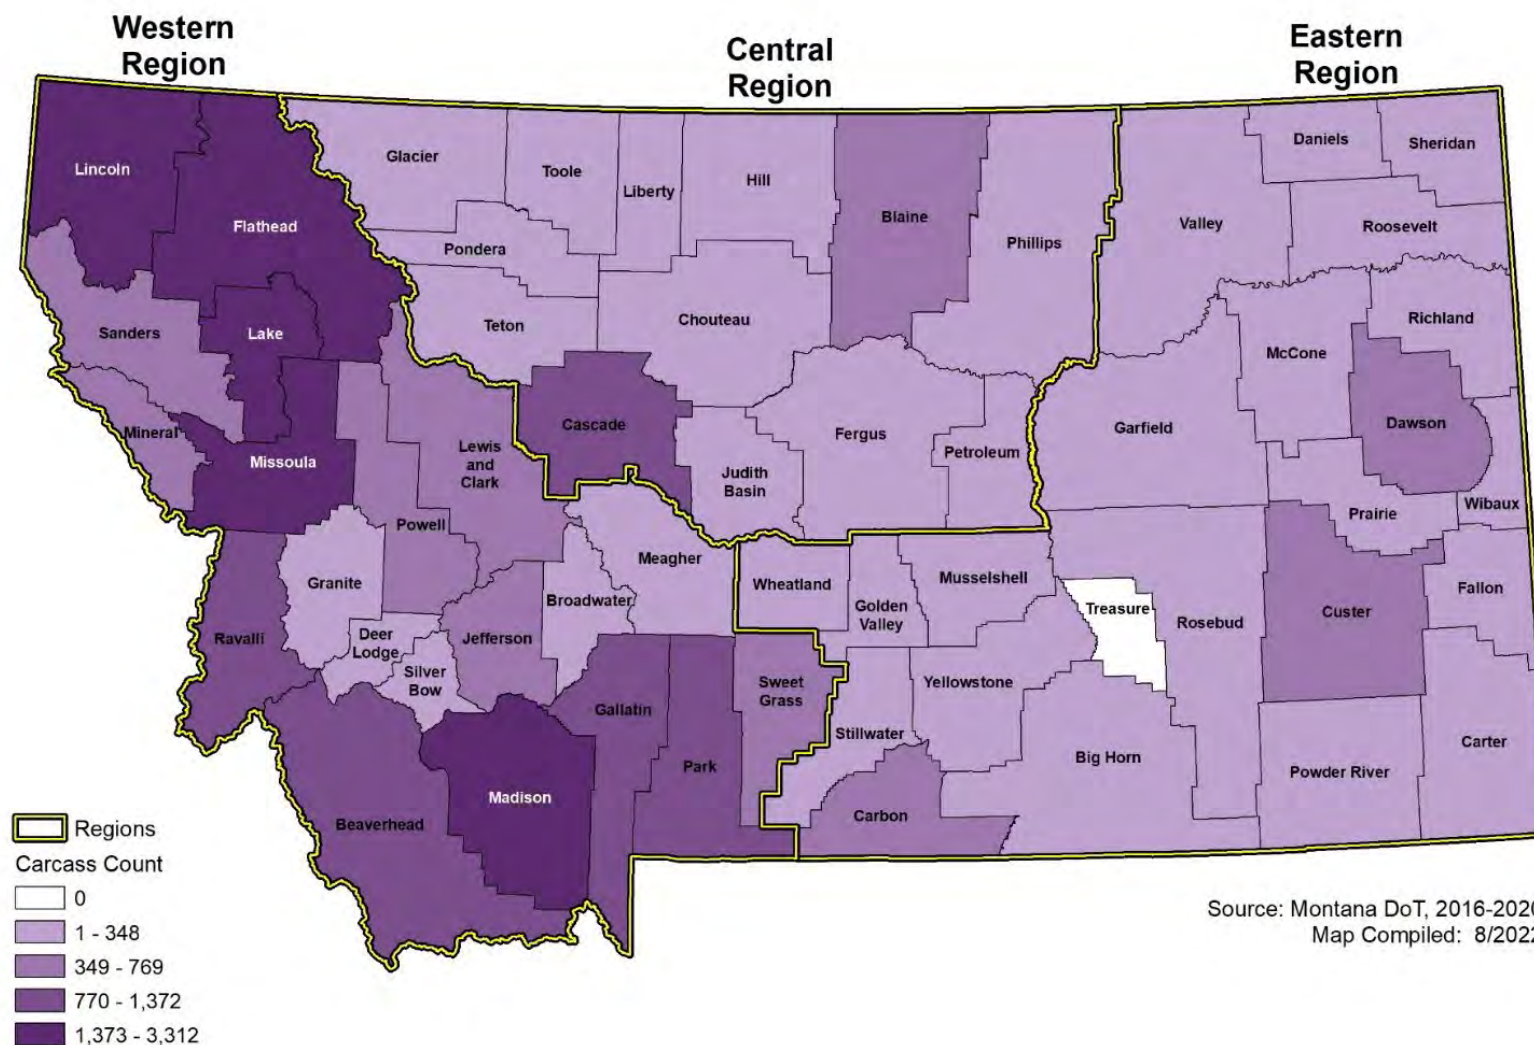 Western
Region
Central
Region
Eastern
Region
Lincoln
Flathead
Glacier
Toole
Liberty
Hill
Blaine
Phillips
Valley
Daniels
Sheridan
Roosevelt
Pondera
Teton
Chouteau
Sanders
Lake
Richland
McCone
Mineral
Missoula
Lewis
and
Clark
Cascade
Judith
Basin
Fergus
Petroleum
Garfield
Dawson
Powell
Prairie
Wibaux
Granite
Meagher
Broadwater
Wheatland
Golden
Valley
Musselshell
Treasure
Rosebud
Custer
Fallon
Ravalli
Deer
Lodge
Silver
Bow
Jefferson
Gallatin
Park
Sweet
Grass
Stillwater
Yellowstone
Big Horn
Powder River
Carter
Beaverhead
Madison
Carbon
Regions
Carcass Count
0
1 - 348
349 - 769
770 - 1,372
1,373 - 3,312
Source: Montana DoT, 2016-2020
Map Compiled: 8/2022